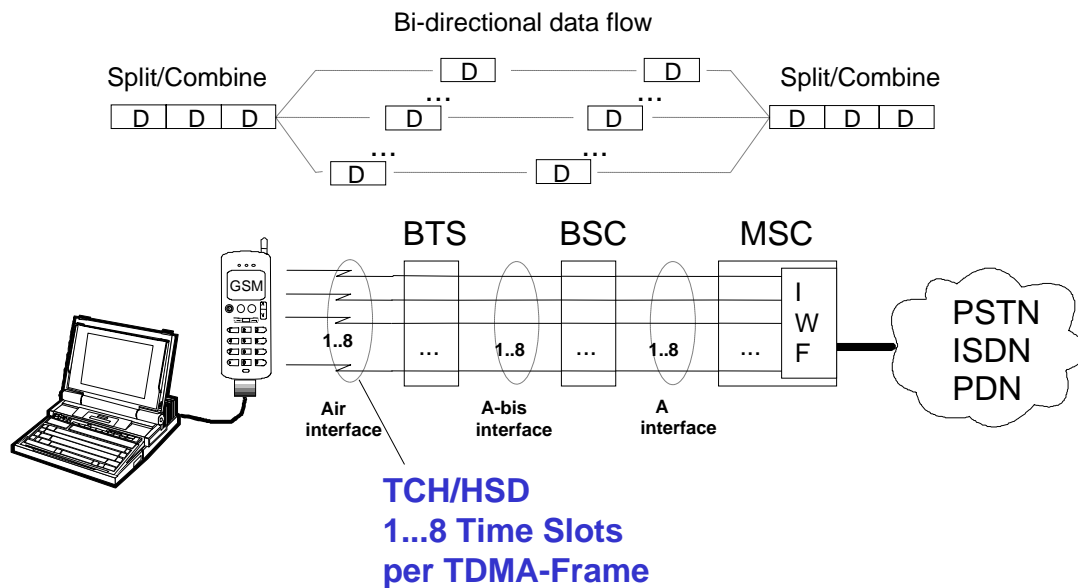 Bi-directional data flow
Split/Combine
D D
Split/Combine
...
...
D D D
D D
D D D
...
...
D D
BTS BSC MSC
GSM
I
W
F
1..8 ... 1..8 ... 1..8 ...
PSTN
ISDN
PDN
Air
interface
A-bis
interface
A
interface
TCH/HSD
1...8 Time Slots
per TDMA-Frame